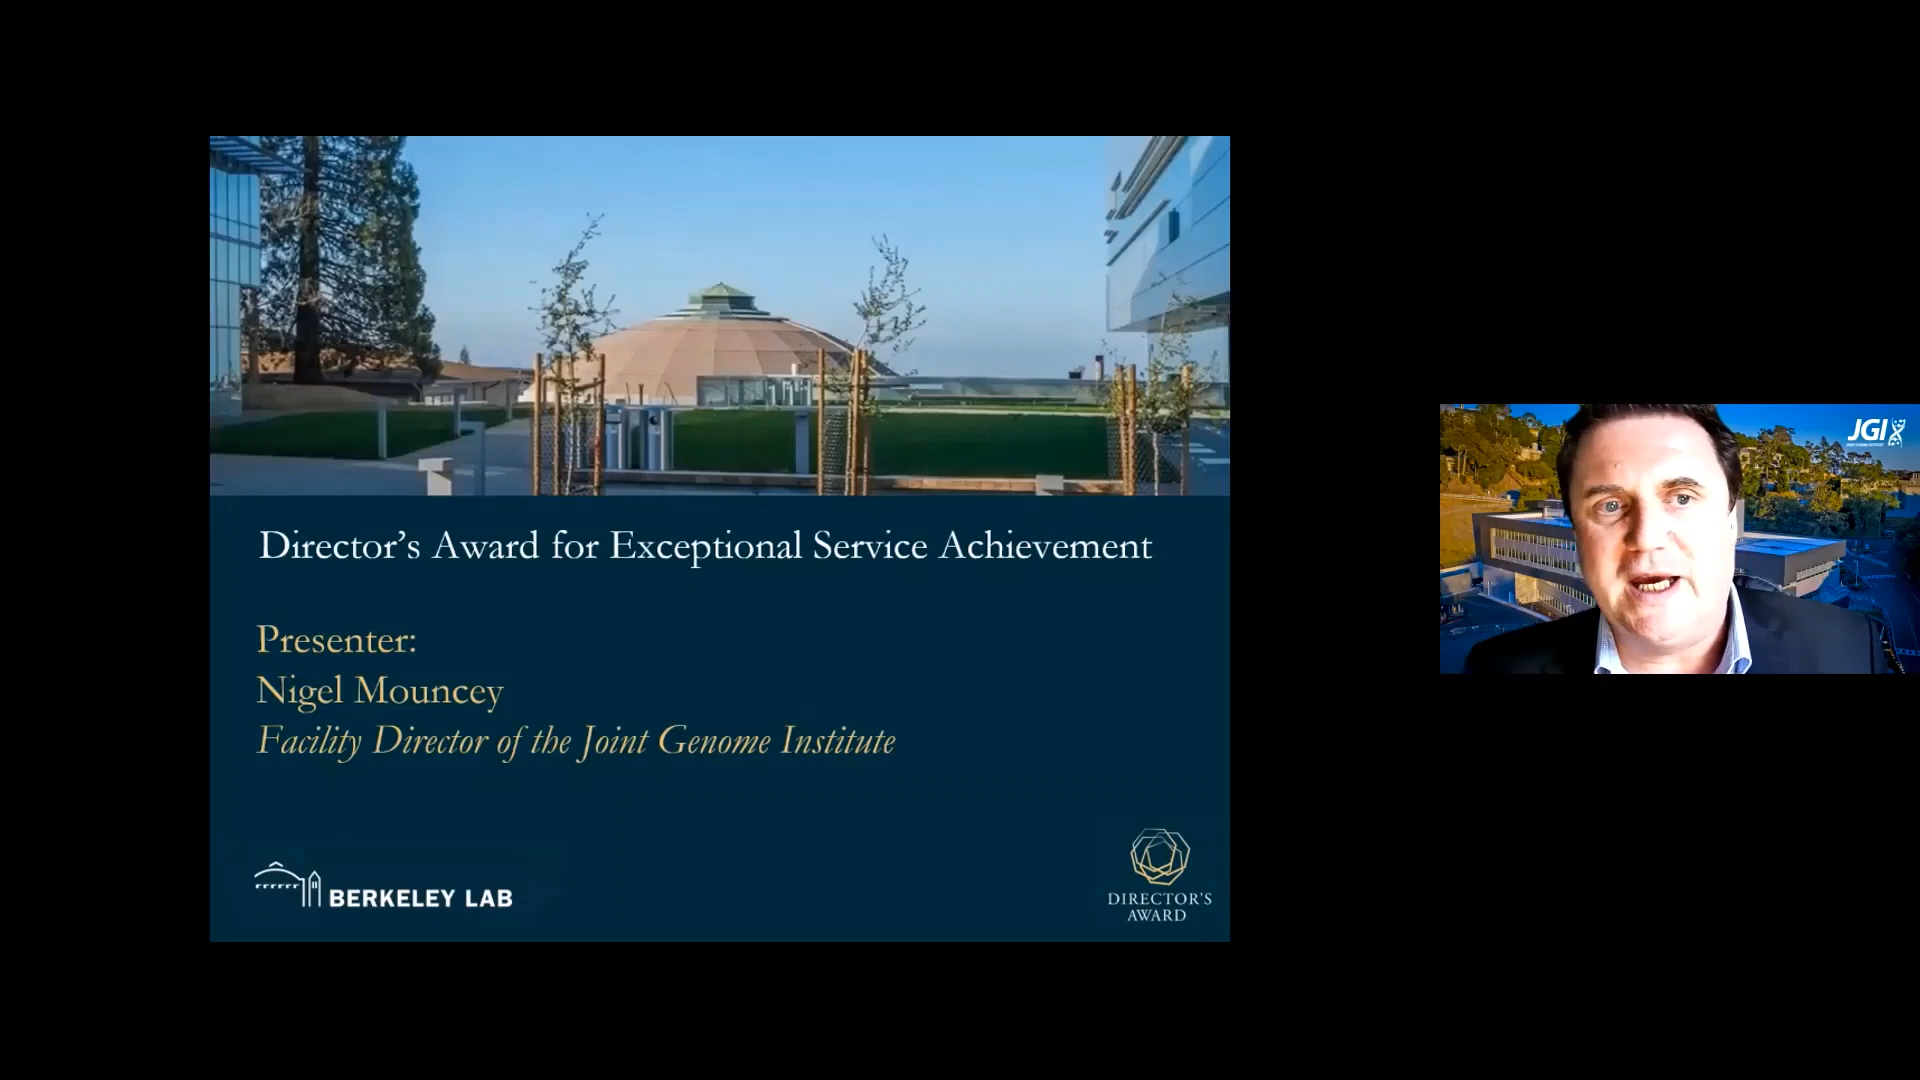 Director’s Award for Exceptional Service Achievement
Presenter:
Nigel Mouncey
Facility Director of the Joint Genome Institute
BERKELEY LAB
DIRECTOR’S
AWARD
JGI